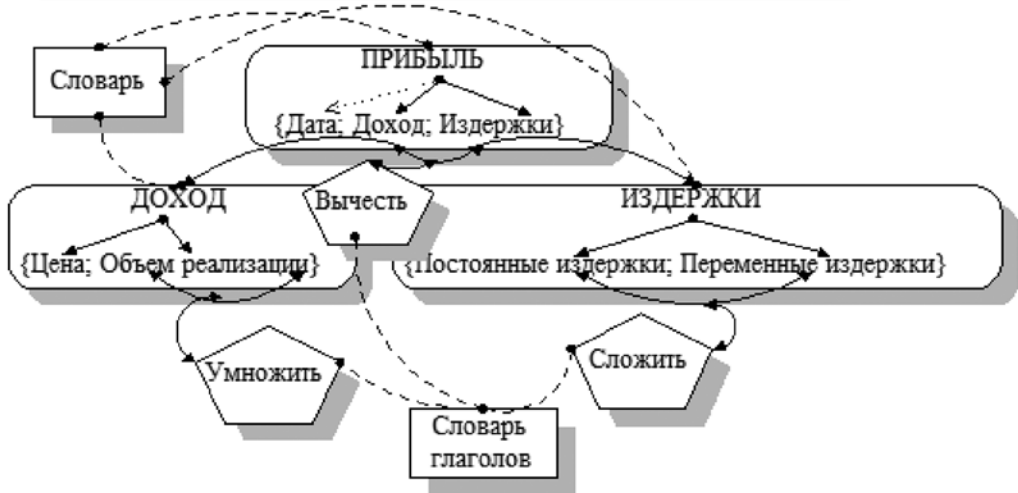 Словарь
ПРИБЫЛЬ
{Дата; Доход; Издержки}
ДОХОД
Вычесть
ИЗДЕРЖКИ
{Цена; Объем реализации}
{Постоянные издержки; Переменные издержки}
Умножить
Сложить
Словарь
глаголов